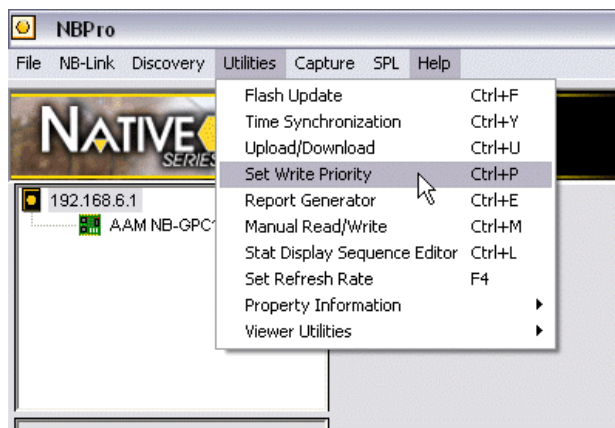 NBPro
File NB-Link Discovery Utilities Capture SPL Help
NATIVE
SERIES
Flash Update Ctrl+F
Time Synchronization Ctrl+Y
Upload/Download Ctrl+U
Set Write Priority Ctrl+P
Report Generator Ctrl+E
Manual Read/Write Ctrl+M
Stat Display Sequence Editor Ctrl+L
Set Refresh Rate F4
Property Information
Viewer Utilities
192.168.6.1
AAM NB-GPC